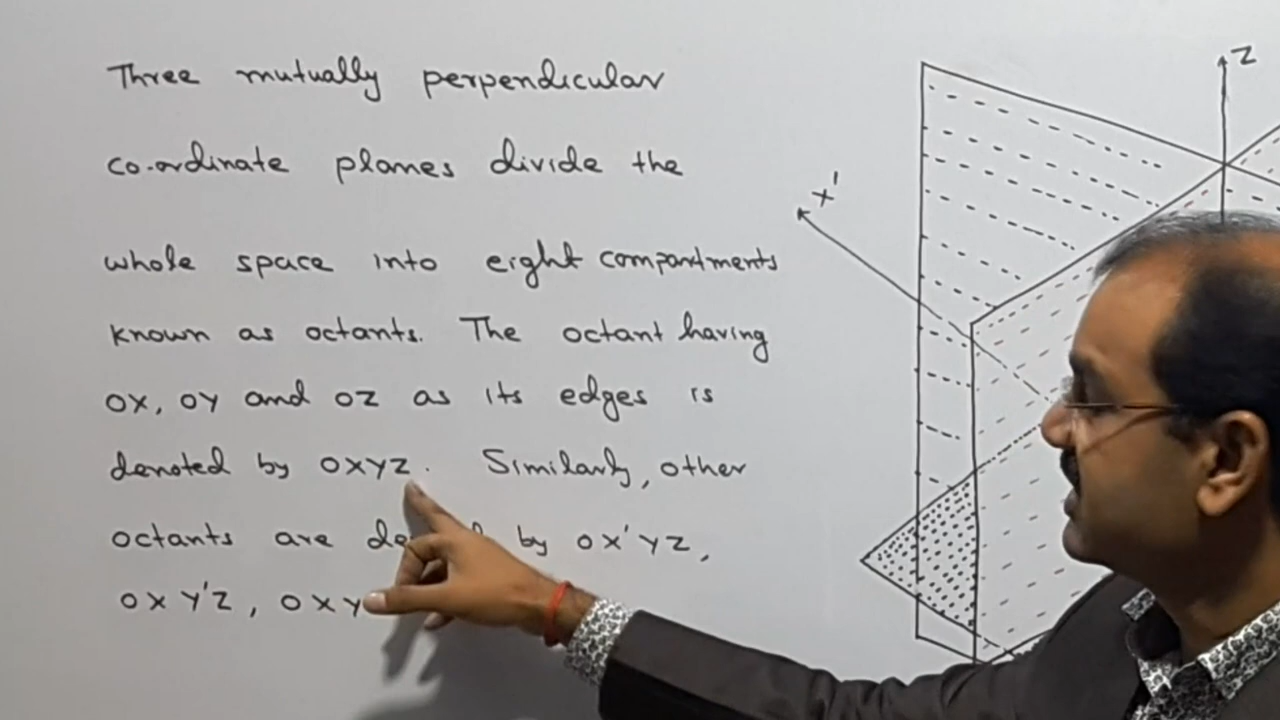 Three mutually perpendicular
co-ordinate planes divide the
whole space into eight compartments
known as octants. The octant having
OX, OY and OZ as its edges is
denoted by OXYZ. Similarly, other
octants are by OX'YZ,
OXY'Z, OXY
X'
Z